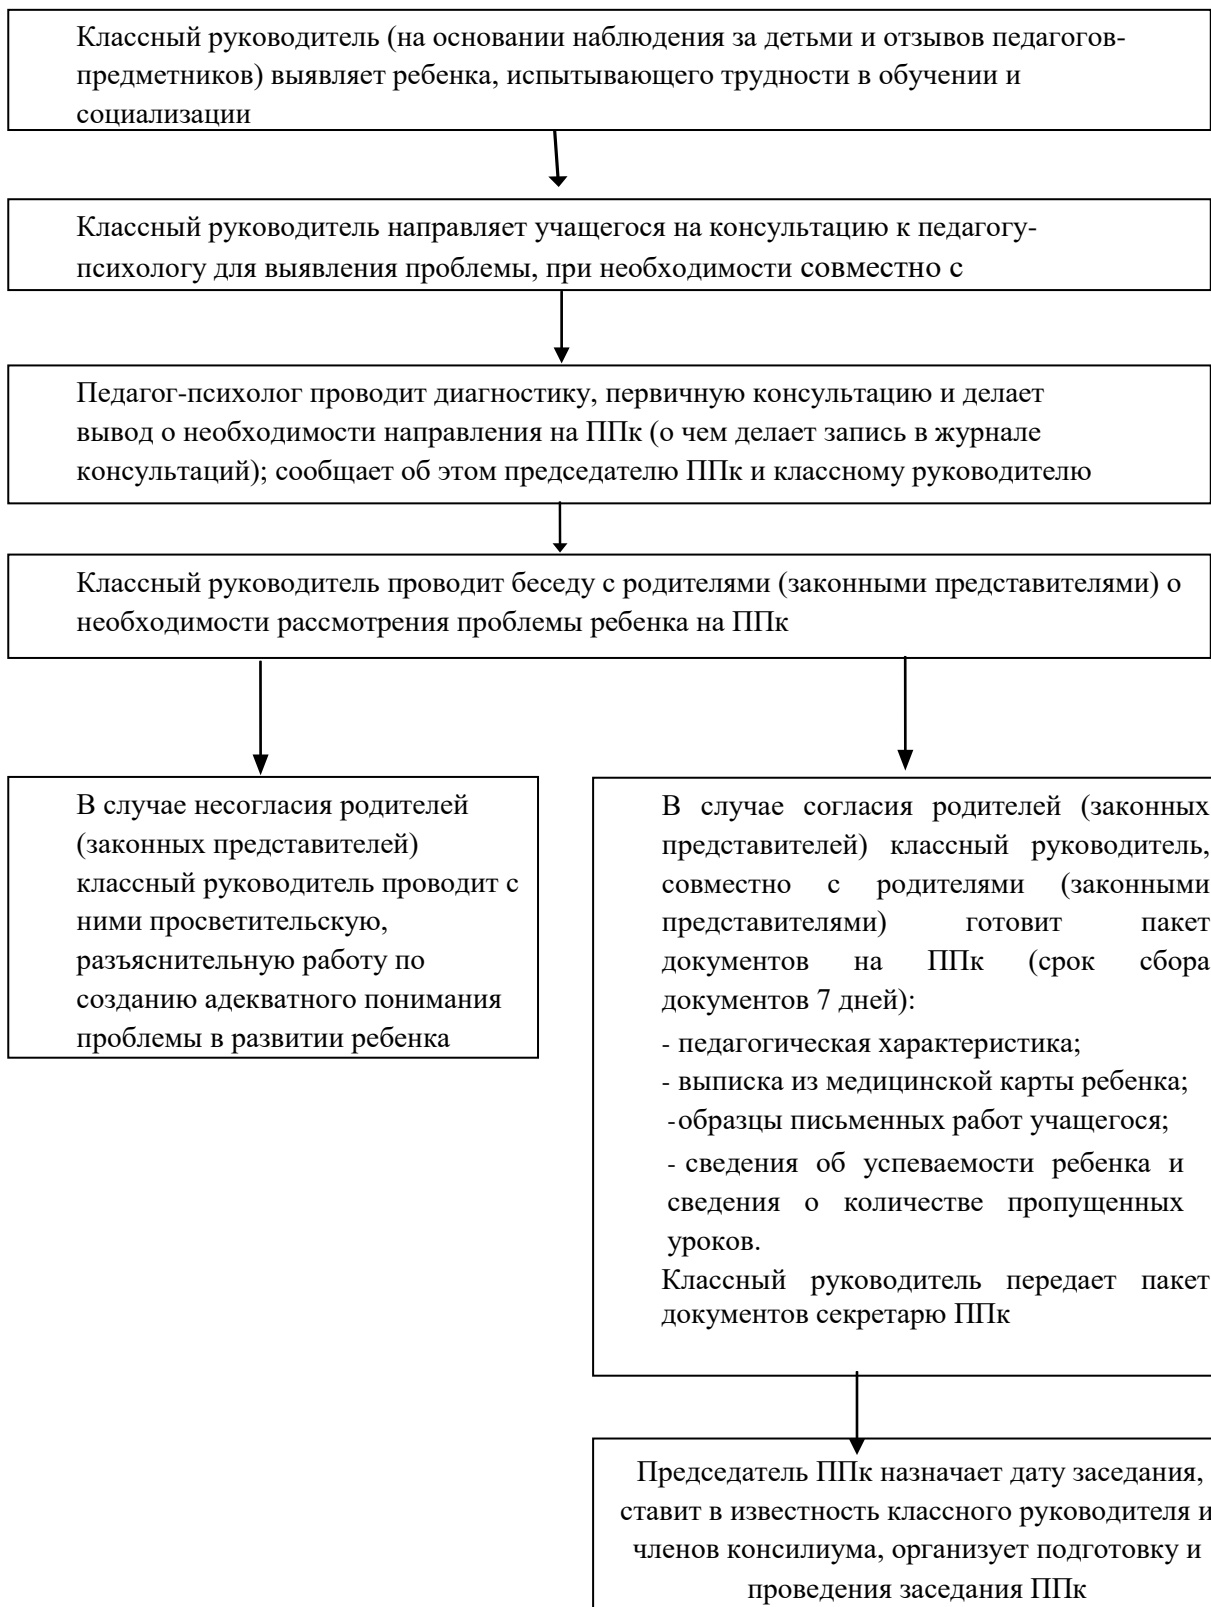 Классный руководитель (на основании наблюдения за детьми и отзывов педагогов-
предметников) выявляет ребенка, испытывающего трудности в обучении и
социализации
Классный руководитель направляет учащегося на консультацию к педагогу-
психологу для выявления проблемы, при необходимости совместно с
Педагог-психолог проводит диагностику, первичную консультацию и делает
вывод о необходимости направления на ППк (о чем делает запись в журнале
консультаций); сообщает об этом председателю ППк и классному руководителю
Классный руководитель проводит беседу с родителями (законными представителями) о
необходимости рассмотрения проблемы ребенка на ППк
В случае несогласия родителей
(законных представителей)
классный руководитель проводит с
ними просветительскую,
разъяснительную работу по
созданию адекватного понимания
проблемы в развитии ребенка
В случае согласия родителей (законных
представителей) классный руководитель,
совместно с родителями (законными
представителями) готовит пакет
документов на ППк (срок сбора
документов 7 дней):
- педагогическая характеристика;
- выписка из медицинской карты ребенка;
-образцы письменных работ учащегося;
- сведения об успеваемости ребенка и
сведения о количестве пропущенных
уроков.
Классный руководитель передает пакет
документов секретарю ППк
Председатель ППк назначает дату заседания,
ставит в известность классного руководителя и
членов консилиума, организует подготовку и
проведения заседания ППк